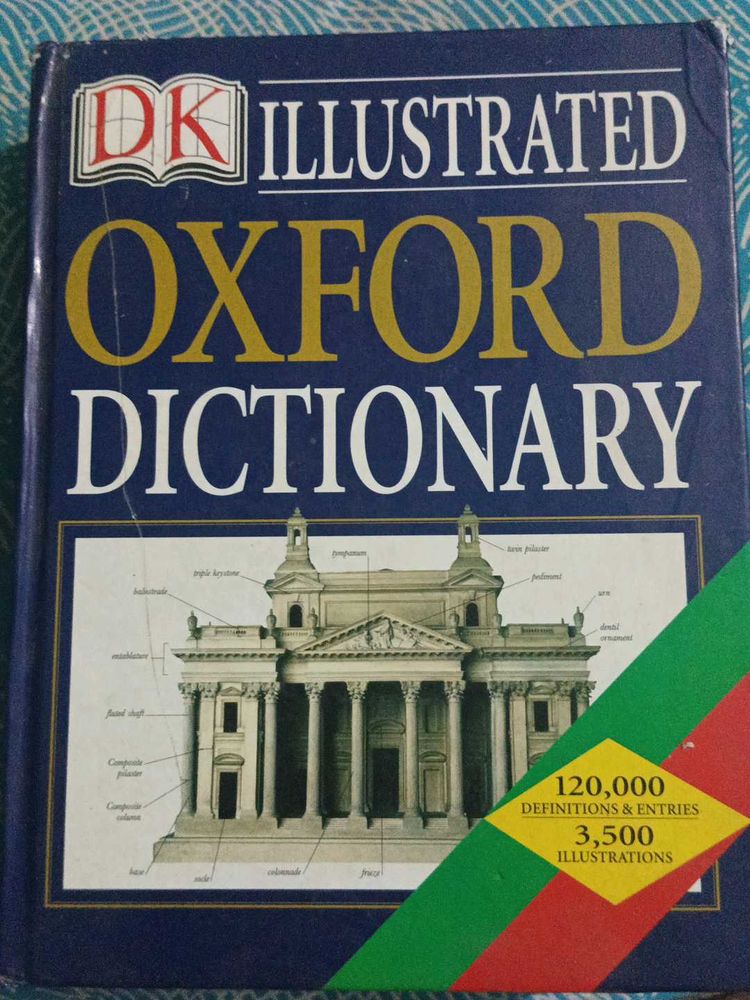 DK ILLUSTRATED
OXFORD
DICTIONARY
tympanum
twin pilaster
triple keystone
pediment
balustrade
urn
dentil
ornament
entablature
fluted shaft
Composite
pilaster
Composite
column
base
socle
colonnade
frieze
120,000
DEFINITIONS & ENTRIES
3,500
ILLUSTRATIONS